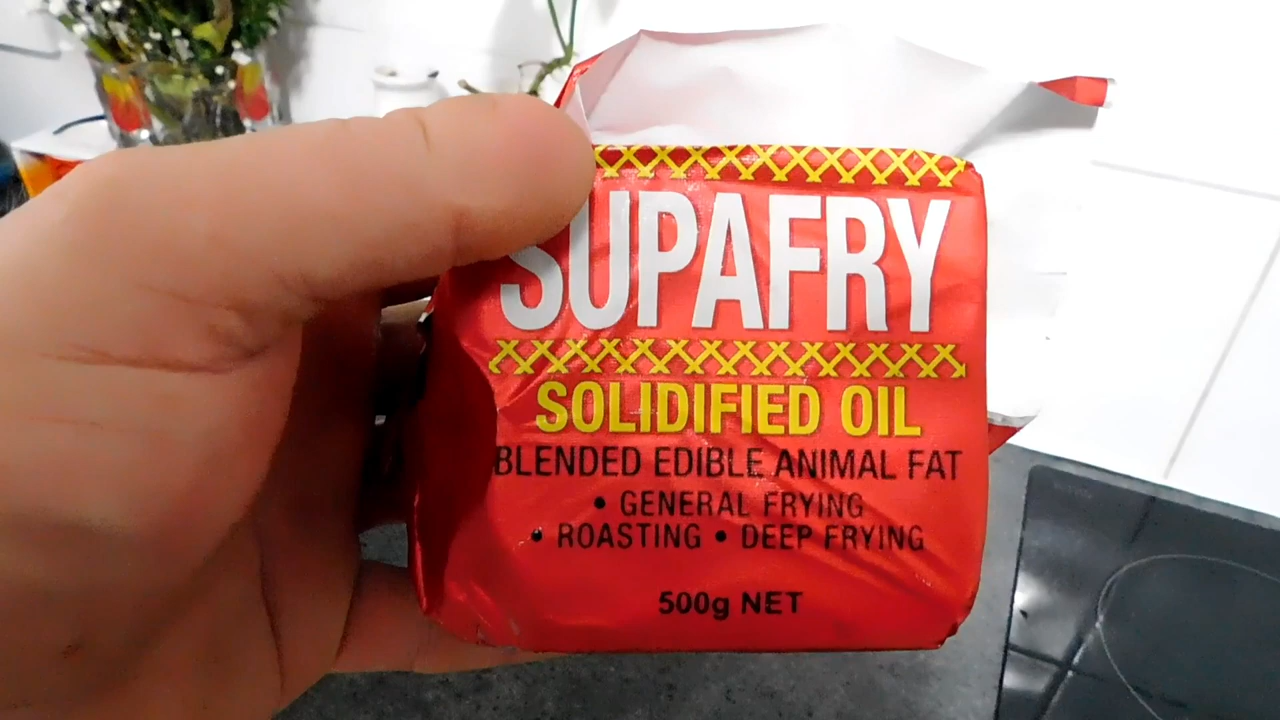 SUPAFRY
SOLIDIFIED OIL
BLENDED EDIBLE ANIMAL FAT
• GENERAL FRYING
• ROASTING • DEEP FRYING
500g NET